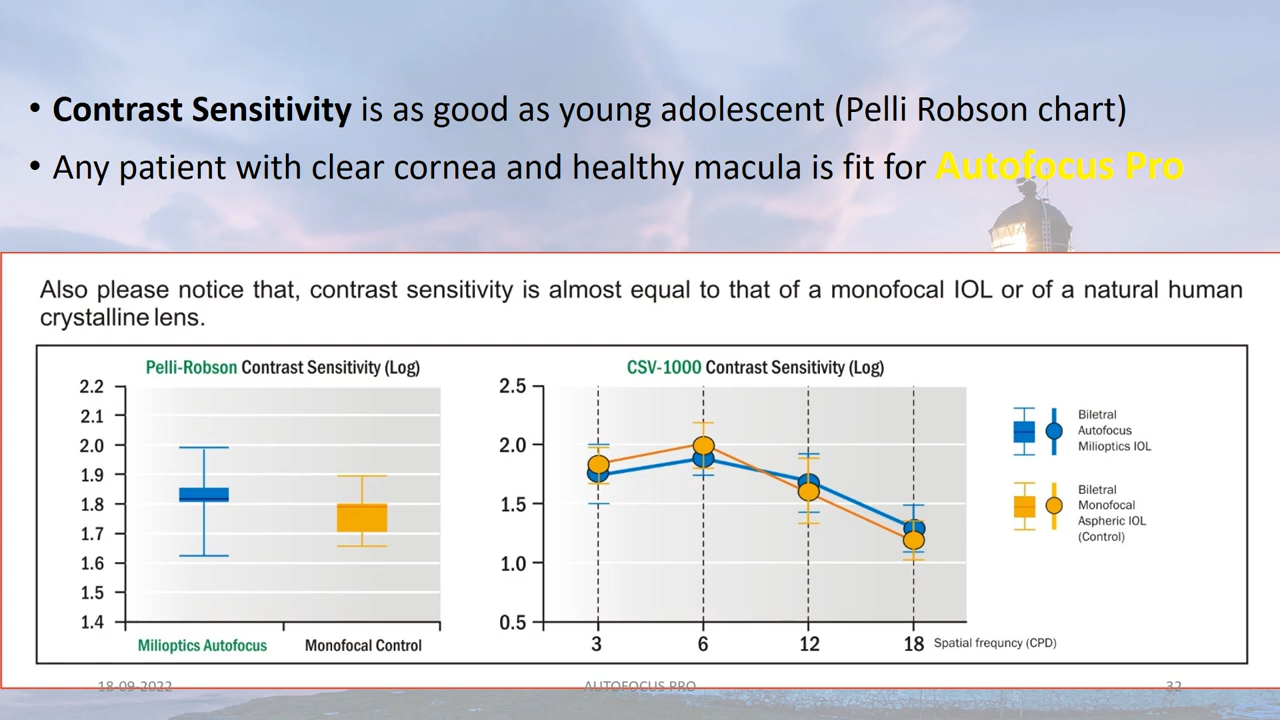 • Contrast Sensitivity is as good as young adolescent (Pelli Robson chart)
• Any patient with clear cornea and healthy macula is fit for Autofocus Pro
Also please notice that, contrast sensitivity is almost equal to that of a monofocal IOL or of a natural human
crystalline lens.
Pelli-Robson Contrast Sensitivity (Log)
2.2
2.1
2.0
1.9
1.8
1.7
1.6
1.5
1.4
Milioptics Autofocus
Monofocal Control
CSV-1000 Contrast Sensitivity (Log)
2.5
2.0
1.5
1.0
0.5
3 6 12 18 Spatial frequncy (CPD)
Biletral
Autofocus
Milioptics IOL
Biletral
Monofocal
Aspheric IOL
(Control)
18-09-2022 AUTOFOCUS PRO 32